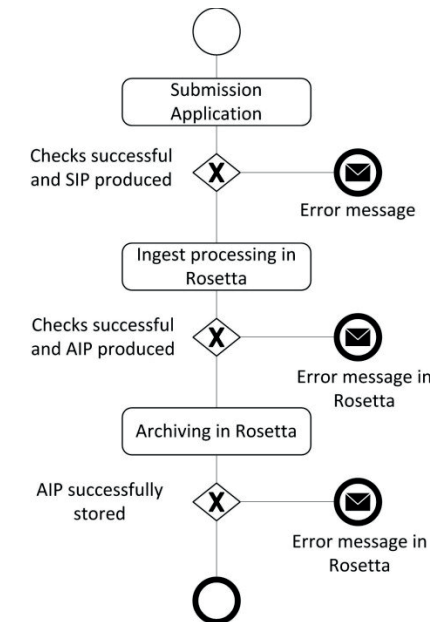 Submission
Application
Checks successful
and SIP produced
X
Error message
Ingest processing in
Rosetta
Checks successful
and AIP produced
X
Error message in
Rosetta
Archiving in Rosetta
AIP successfully
stored
X
Error message in
Rosetta